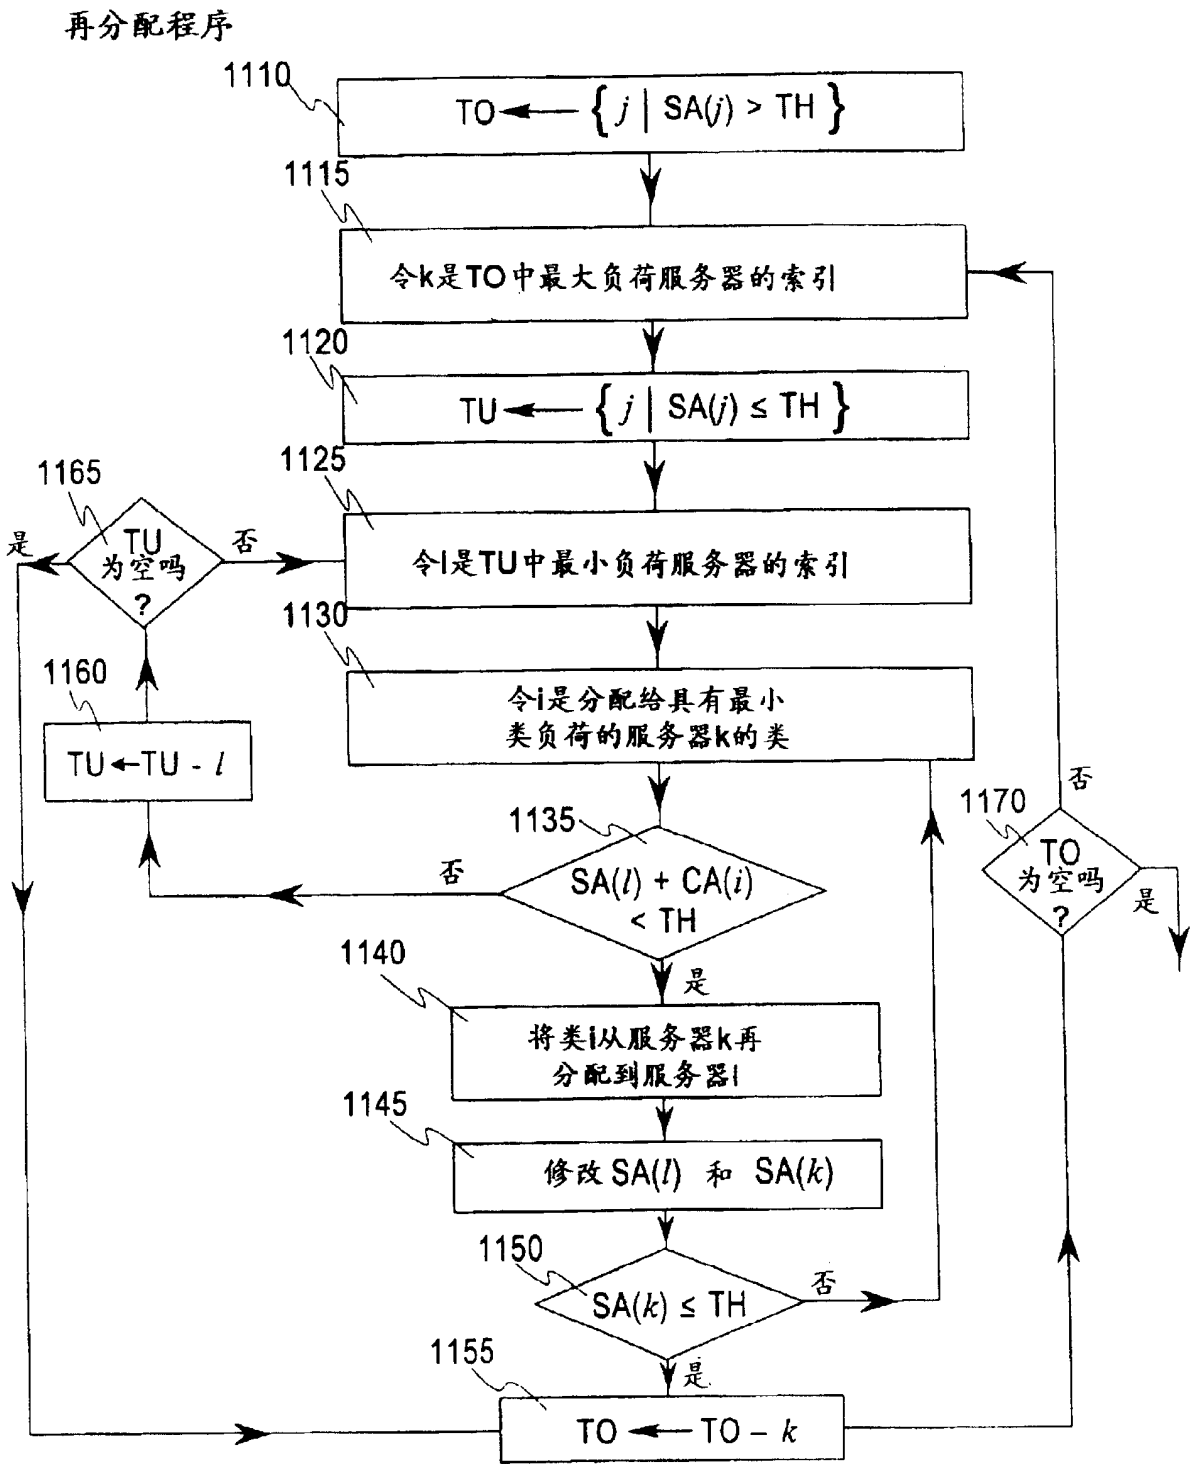 再分配程序
1110
TO ← { j | SA(j) > TH }
1115
令k是TO中最大负荷服务器的索引
1120
TU ← { j | SA(j) ≤ TH }
1125
1165
TU
为空吗
?
是
否
令l是TU中最小负荷服务器的索引
1130
令i是分配给具有最小
类负荷的服务器k的类
1160
TU←TU - l
1135
SA(l) + CA(i)
< TH
否
是
1170
TO
为空吗
?
否
是
1140
将类i从服务器k再
分配到服务器l
1145
修改 SA(l) 和 SA(k)
1150
SA(k) ≤ TH
否
是
1155
TO ← TO - k